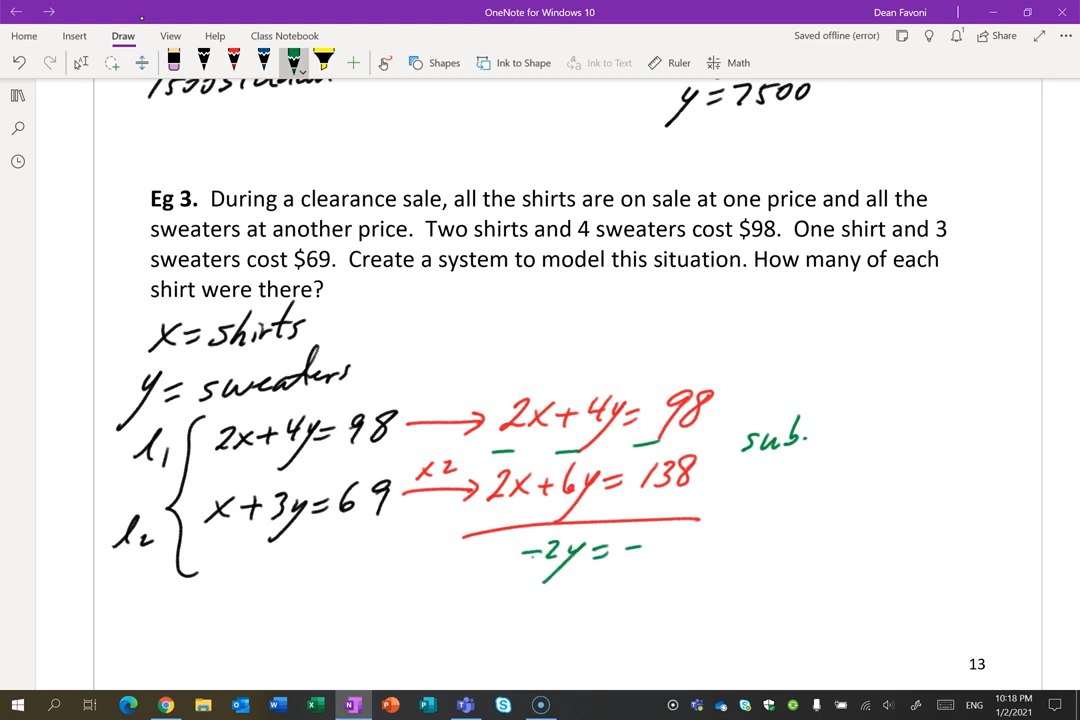 OneNote for Windows 10
Dean Favoni
Home Insert Draw View Help Class Notebook
Saved offline (error)
Share
Shapes
Ink to Shape
Ink to Text
Ruler
Math
y = 7500
Eg 3. During a clearance sale, all the shirts are on sale at one price and all the
sweaters at another price. Two shirts and 4 sweaters cost $98. One shirt and 3
sweaters cost $69. Create a system to model this situation. How many of each
shirt were there?
x = shirts
y = sweaters
l₁ { 2x + 4y = 98 → 2x + 4y = 98
sub.
l₂ x + 3y = 69 x2 → 2x + 6y = 138
-2y = -
13
ENG
10:18 PM
1/2/2021